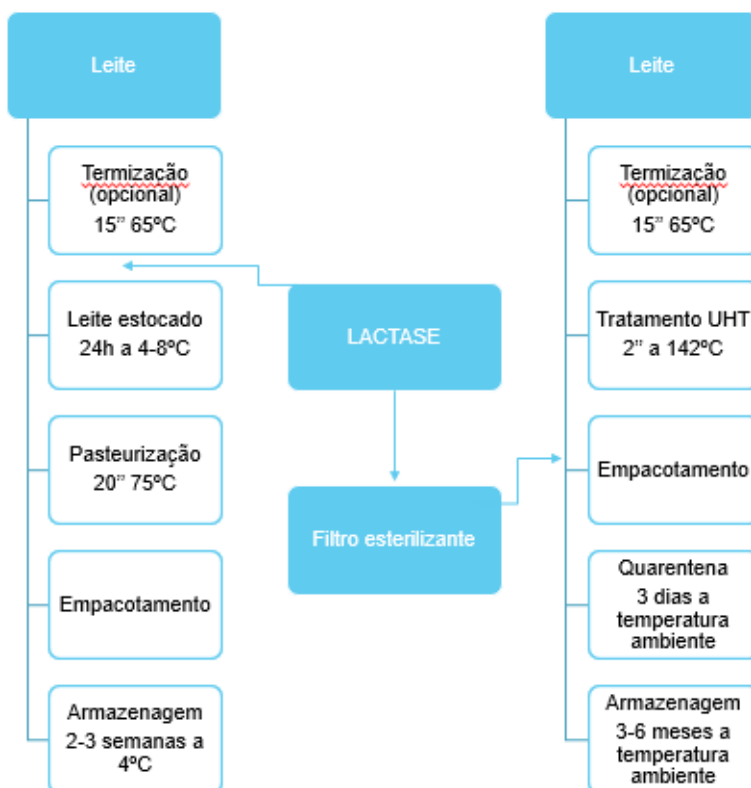 Leite
Termização
(opcional)
15” 65ºC
Leite estocado
24h a 4-8ºC
Pasteurização
20” 75ºC
Empacotamento
Armazenagem
2-3 semanas a
4ºC
LACTASE
Filtro esterilizante
Leite
Termização
(opcional)
15” 65ºC
Tratamento UHT
2” a 142ºC
Empacotamento
Quarentena
3 dias a
temperatura
ambiente
Armazenagem
3-6 meses a
temperatura
ambiente